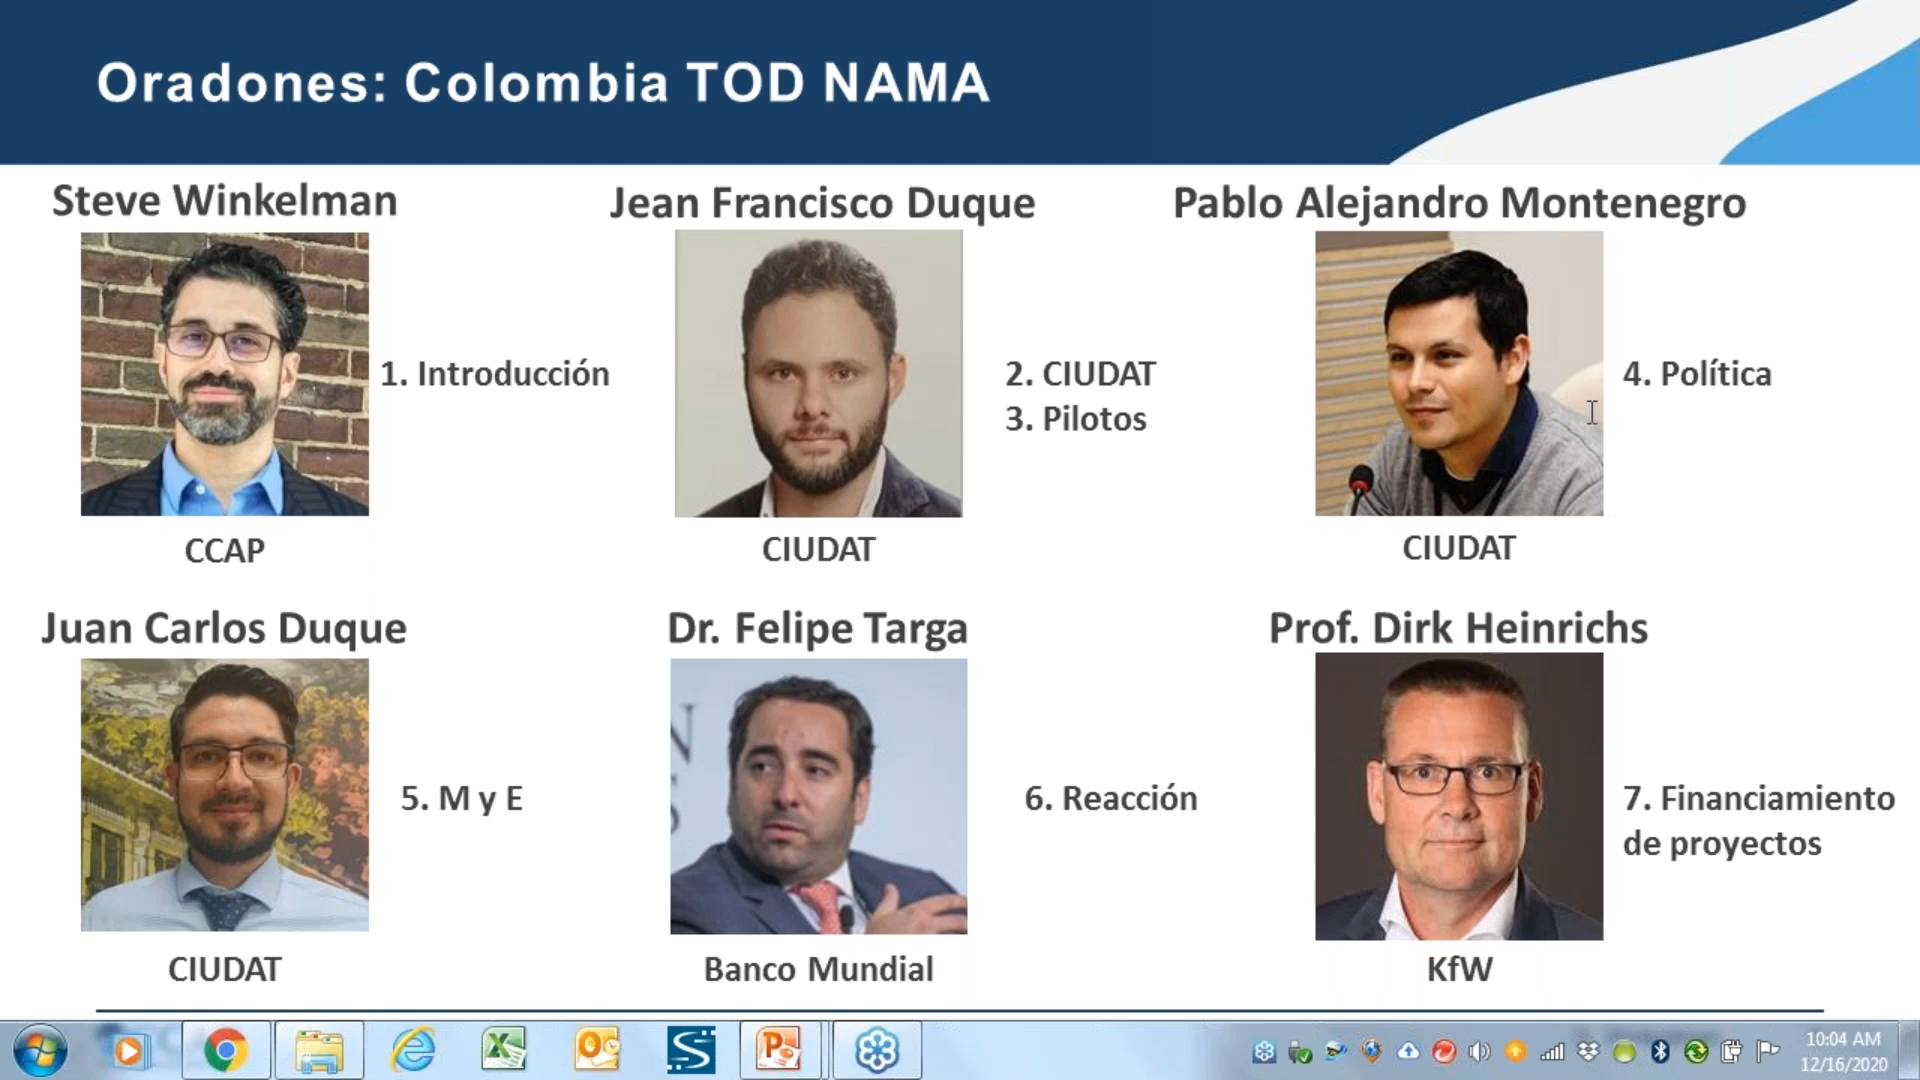 Oradones: Colombia TOD NAMA
Steve Winkelman
1. Introducción
CCAP
Jean Francisco Duque
2. CIUDAT
3. Pilotos
CIUDAT
Pablo Alejandro Montenegro
4. Política
CIUDAT
Juan Carlos Duque
5. M y E
CIUDAT
Dr. Felipe Targa
6. Reacción
Banco Mundial
Prof. Dirk Heinrichs
7. Financiamiento
de proyectos
KfW
10:04 AM
12/16/2020